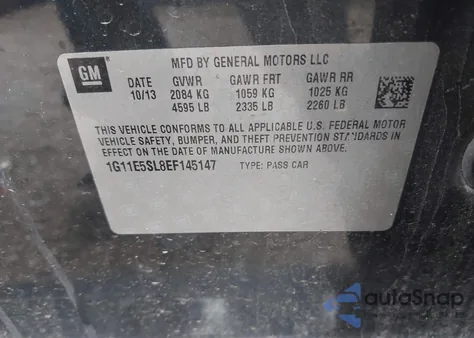 GM
MFD BY GENERAL MOTORS LLC
DATE GVWR GAWR FRT GAWR RR
10/13 2084 KG 1059 KG 1025 KG
4595 LB 2335 LB 2260 LB
THIS VEHICLE CONFORMS TO ALL APPLICABLE U.S. FEDERAL MOTOR
VEHICLE SAFETY, BUMPER, AND THEFT PREVENTION STANDARDS IN
EFFECT ON THE DATE OF MANUFACTURE SHOWN ABOVE.
1G11E5SL8EF145147 TYPE: PASS CAR
autoSnap